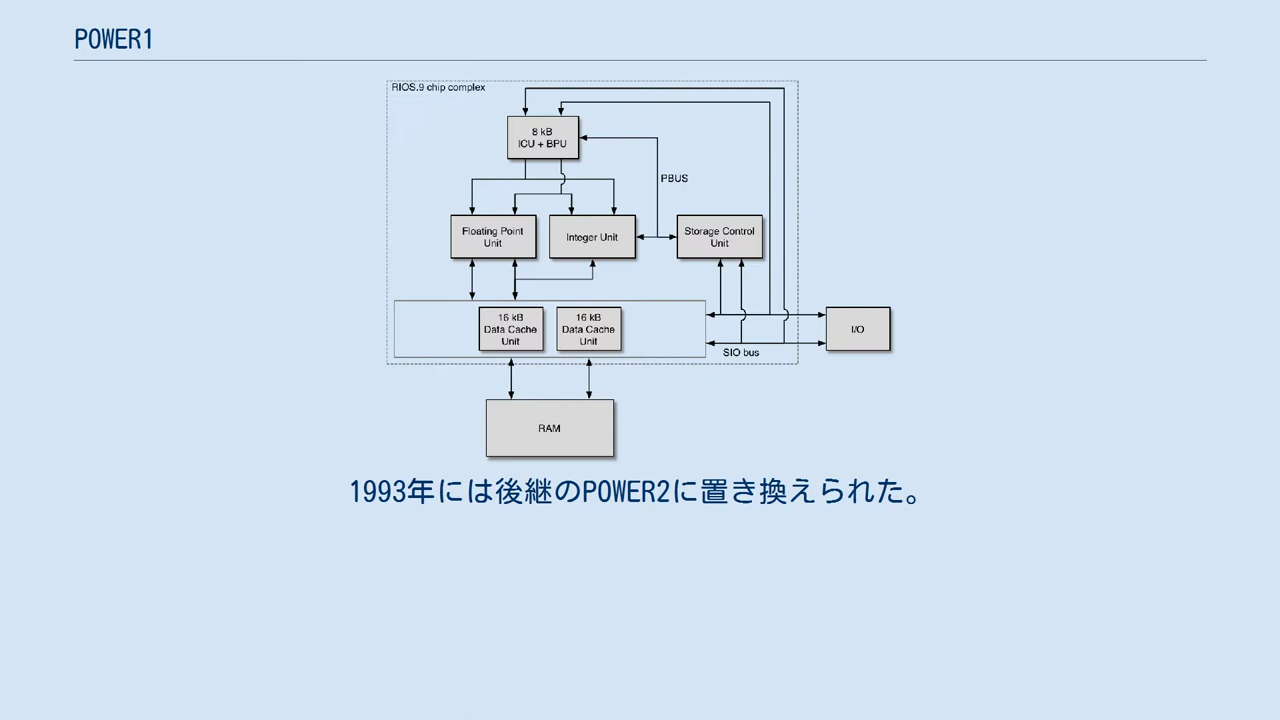 POWER1
RIOS.9 chip complex
8 kB
ICU + BPU
PBUS
Floating Point
Unit
Integer Unit
Storage Control
Unit
16 kB
Data Cache
Unit
16 kB
Data Cache
Unit
I/O
SIO bus
RAM
1993年には後継のPOWER2に置き換えられた。